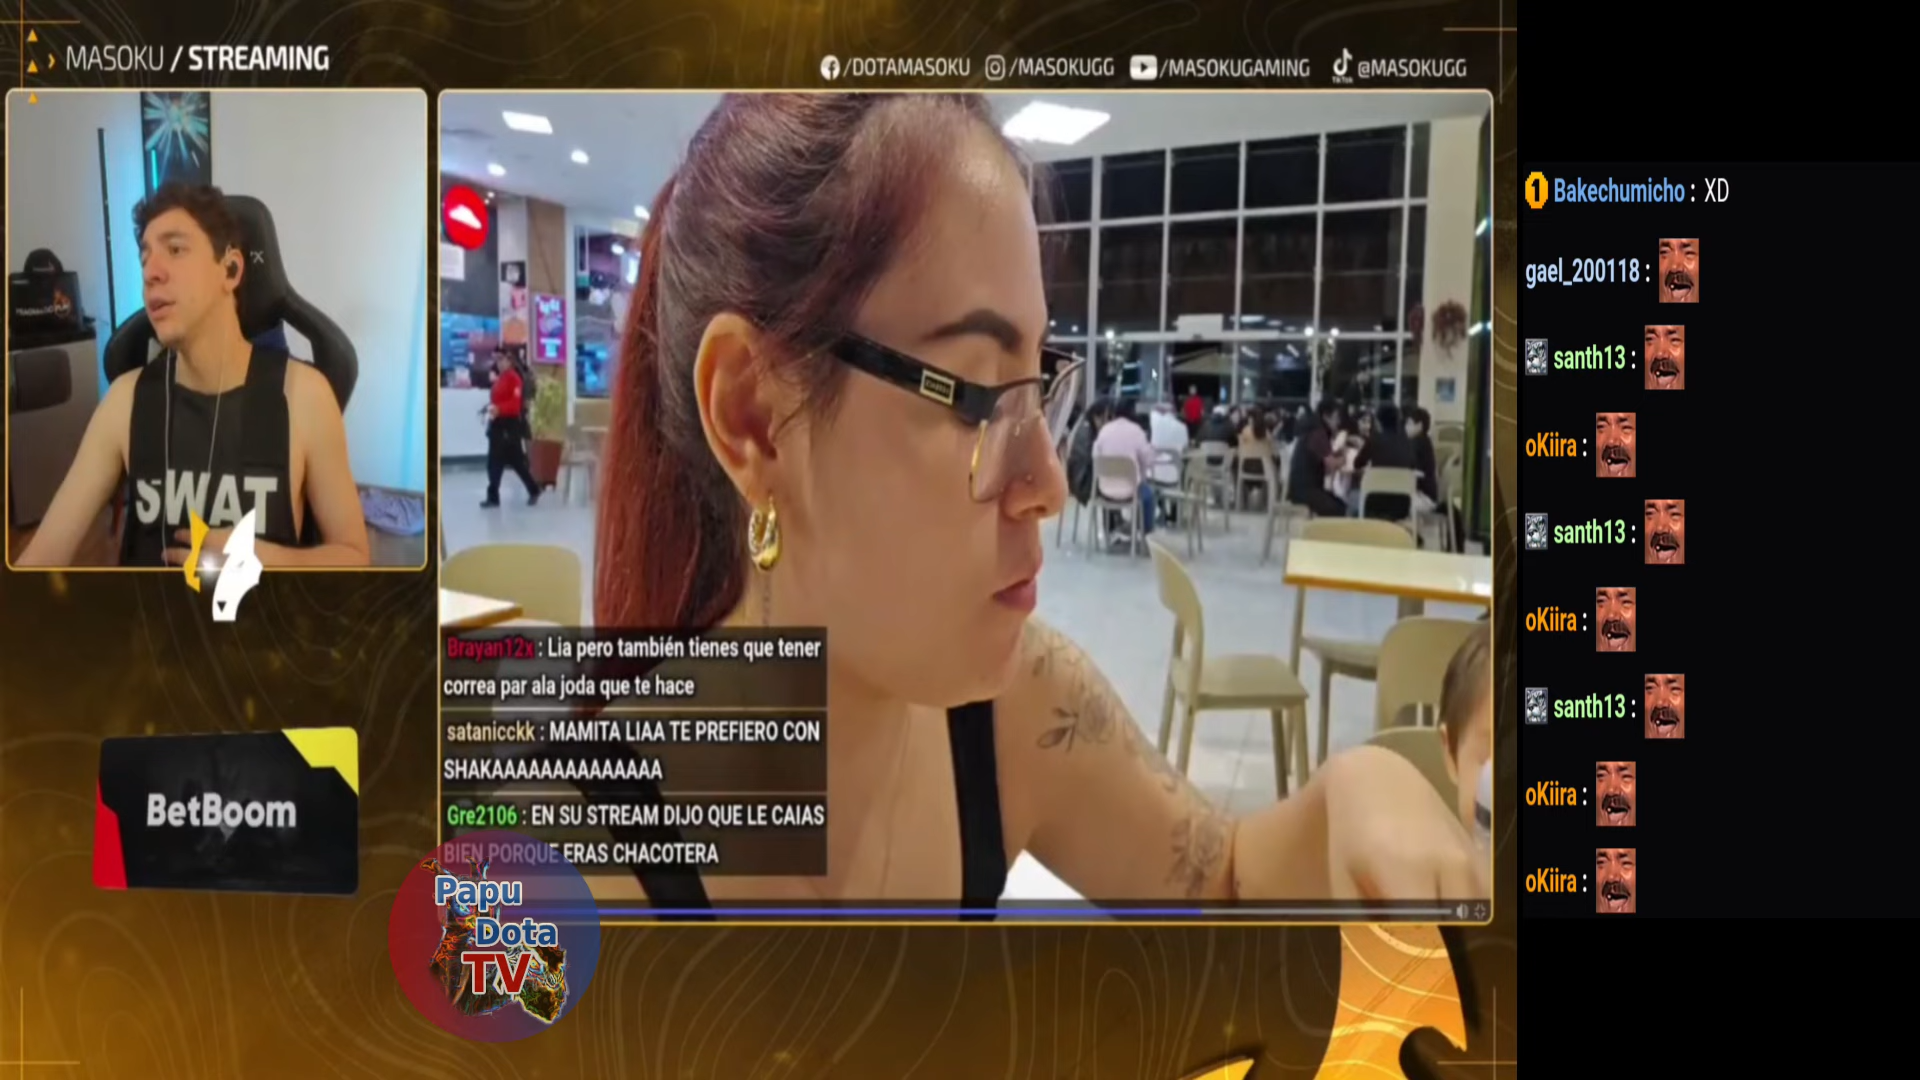 MASOKU / STREAMING
/DOTAMASOKU /MASOKUGG /MASOKUGAMING @MASOKUGG
SWAT
Brayan12x : Lia pero también tienes que tener
correa par ala joda que te hace
satanicckk : MAMITA LIAA TE PREFIERO CON
SHAKAAAAAAAAAAAAAA
Gre2106 : EN SU STREAM DIJO QUE LE CAIAS
BIEN PORQUE ERAS CHACOTERA
BetBoom
Papu
Dota
TV
1 Bakechumicho : XD
gael_200118 :
santh13 :
oKiira :
santh13 :
oKiira :
santh13 :
oKiira :
oKiira :